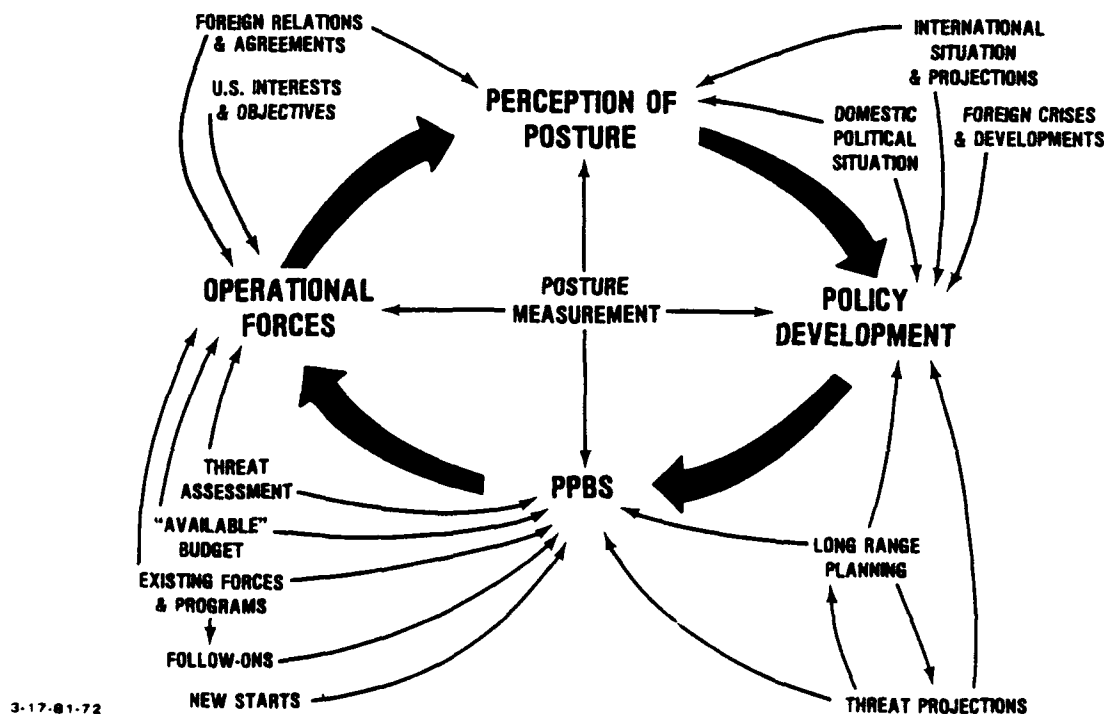 FOREIGN RELATIONS
& AGREEMENTS
U.S. INTERESTS
& OBJECTIVES
PERCEPTION OF
POSTURE
INTERNATIONAL
SITUATION
& PROJECTIONS
DOMESTIC
POLITICAL
SITUATION
FOREIGN CRISES
& DEVELOPMENTS
OPERATIONAL
FORCES
POSTURE
MEASUREMENT
POLICY
DEVELOPMENT
THREAT
ASSESSMENT
"AVAILABLE"
BUDGET
EXISTING FORCES
& PROGRAMS
FOLLOW-ONS
NEW STARTS
PPBS
LONG RANGE
PLANNING
THREAT PROJECTIONS
3-17-81-72